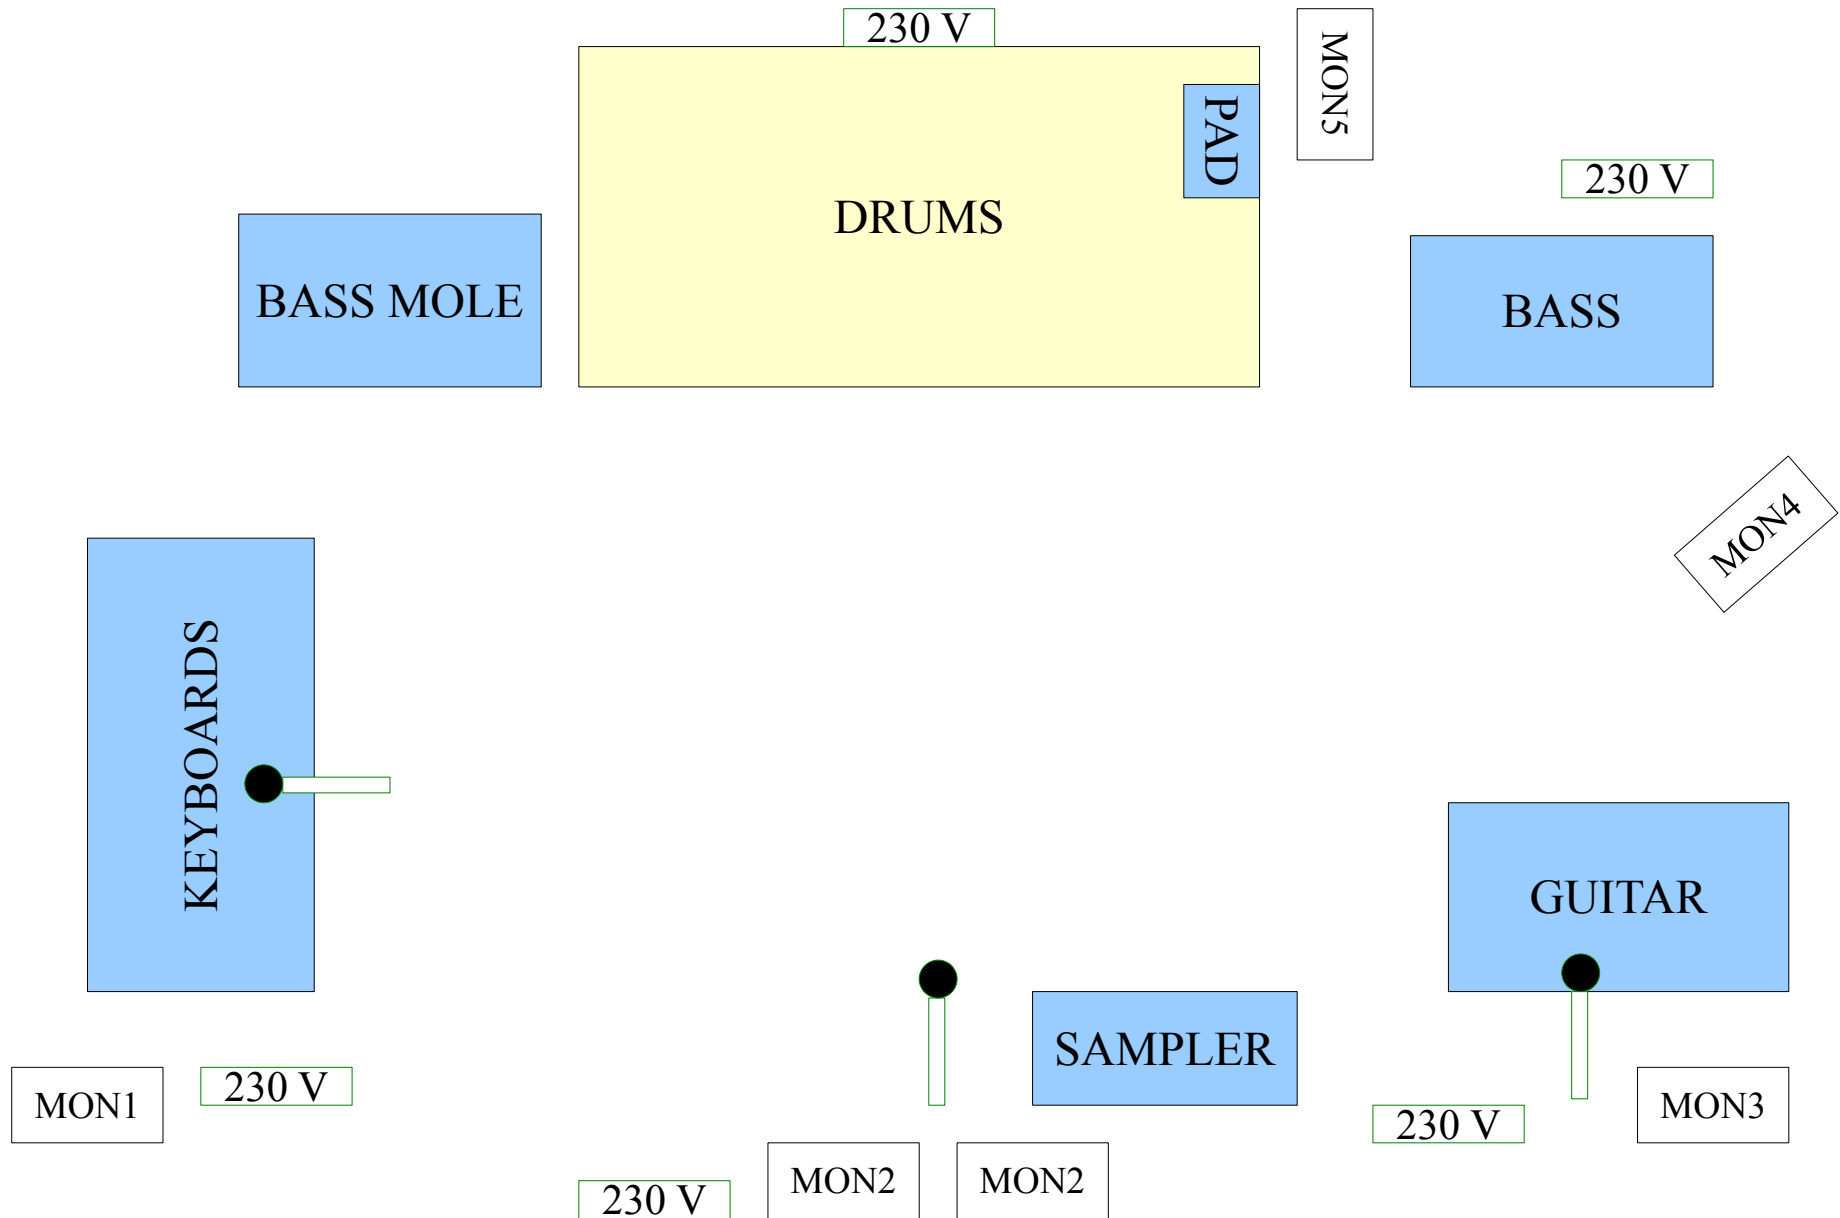 230 V
MON5
PAD
230 V
DRUMS
BASS MOLE
BASS
MON4
KEYBOARDS
GUITAR
SAMPLER
230 V
MON1
MON3
230 V
MON2
MON2
230 V